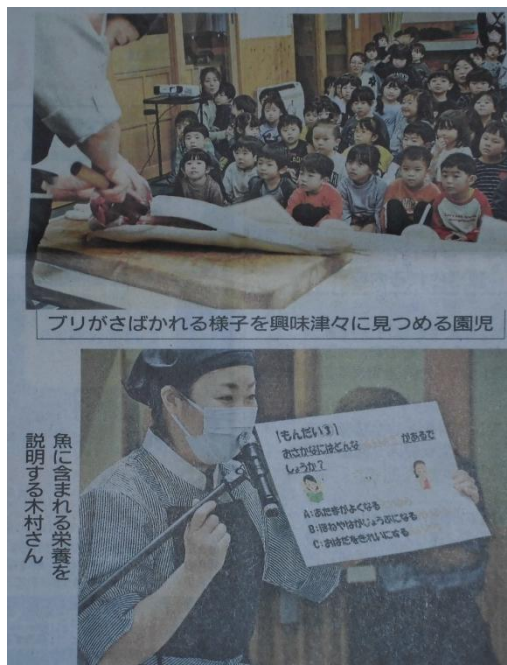 ブリがさばかれる様子を興味津々に見つめる園児
魚に含まれる栄養を
説明する木村さん
【もんだい3】
おさかなにはどんな があるで
しょうか?
A:あたまがよくなる
B:ほねやはがじょうぶになる
C:おはだをきれいにする